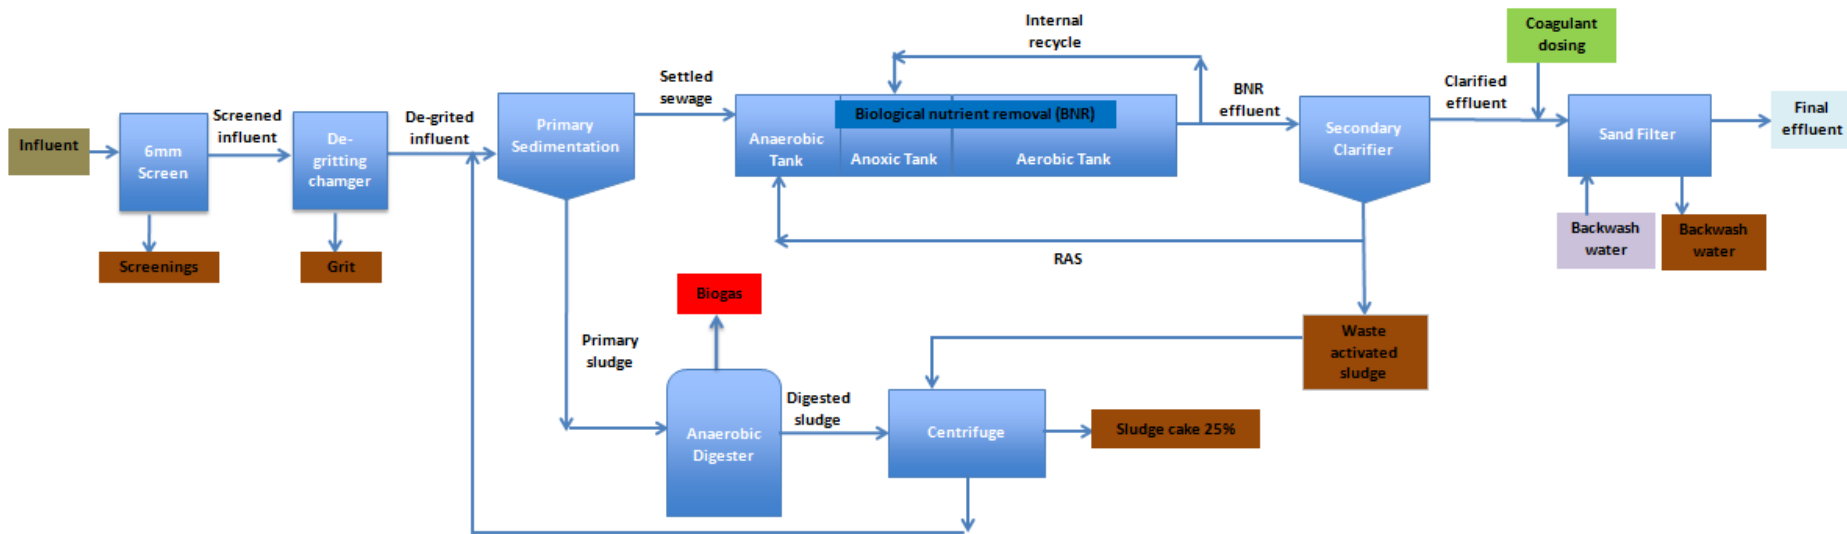 Influent
6mm
Screen
Screenings
Screened
influent
De-
gritting
chamger
Grit
De-grited
influent
Primary
Sedimentation
Settled
sewage
Internal
recycle
Biological nutrient removal (BNR)
Anaerobic
Tank
Anoxic Tank
Aerobic Tank
BNR
effluent
Secondary
Clarifier
Clarified
effluent
Coagulant
dosing
Sand Filter
Final
effluent
Backwash
water
Backwash
water
RAS
Waste
activated
sludge
Primary
sludge
Biogas
Anaerobic
Digester
Digested
sludge
Centrifuge
Sludge cake 25%